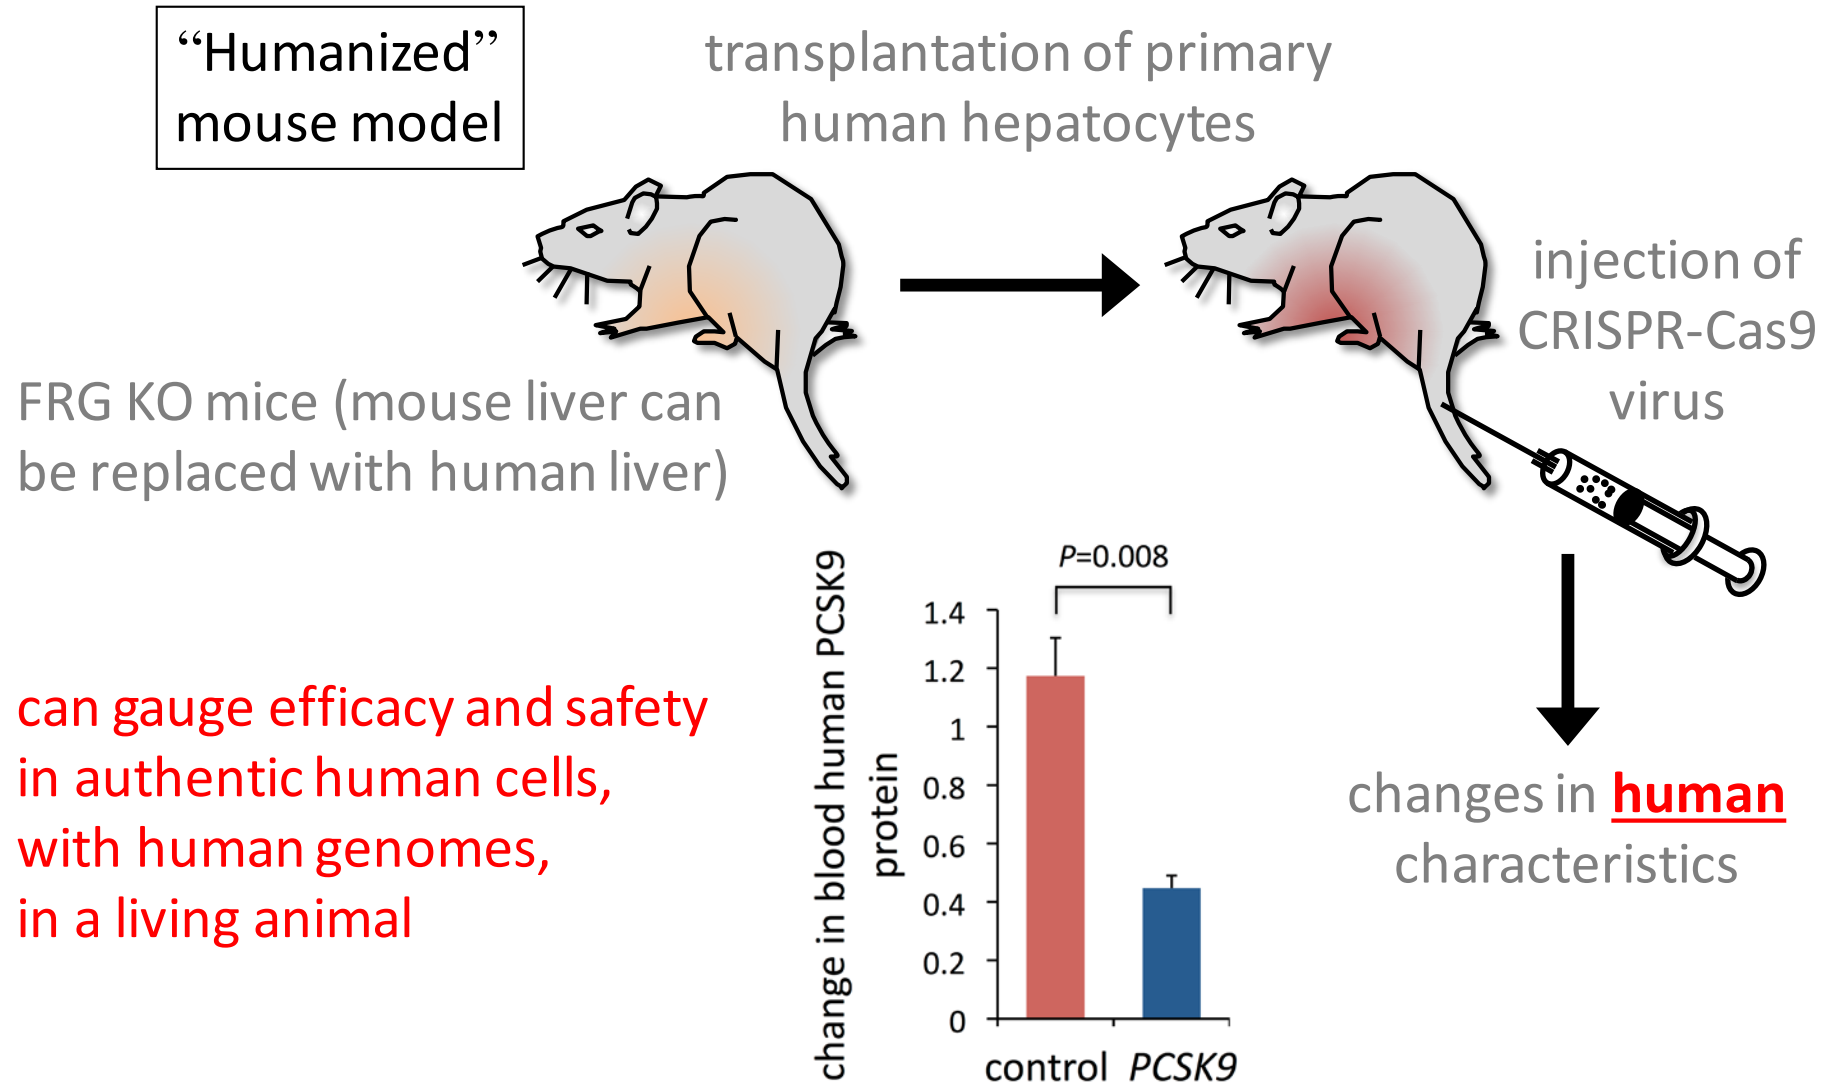 “Humanized”
mouse model
transplantation of primary
human hepatocytes
injection of
CRISPR-Cas9
virus
FRG KO mice (mouse liver can
be replaced with human liver)
can gauge efficacy and safety
in authentic human cells,
with human genomes,
in a living animal
change in blood human PCSK9
protein
P=0.008
1.4
1.2
1
0.8
0.6
0.4
0.2
0
control
PCSK9
changes in human
characteristics